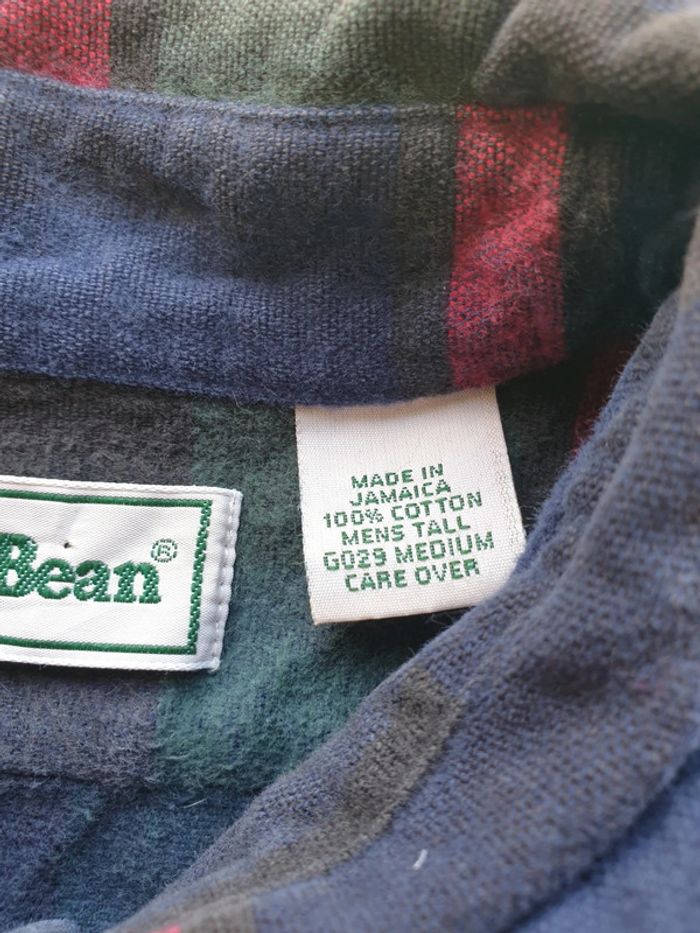 Bean®
MADE IN
JAMAICA
100% COTTON
MENS TALL
G029 MEDIUM
CARE OVER